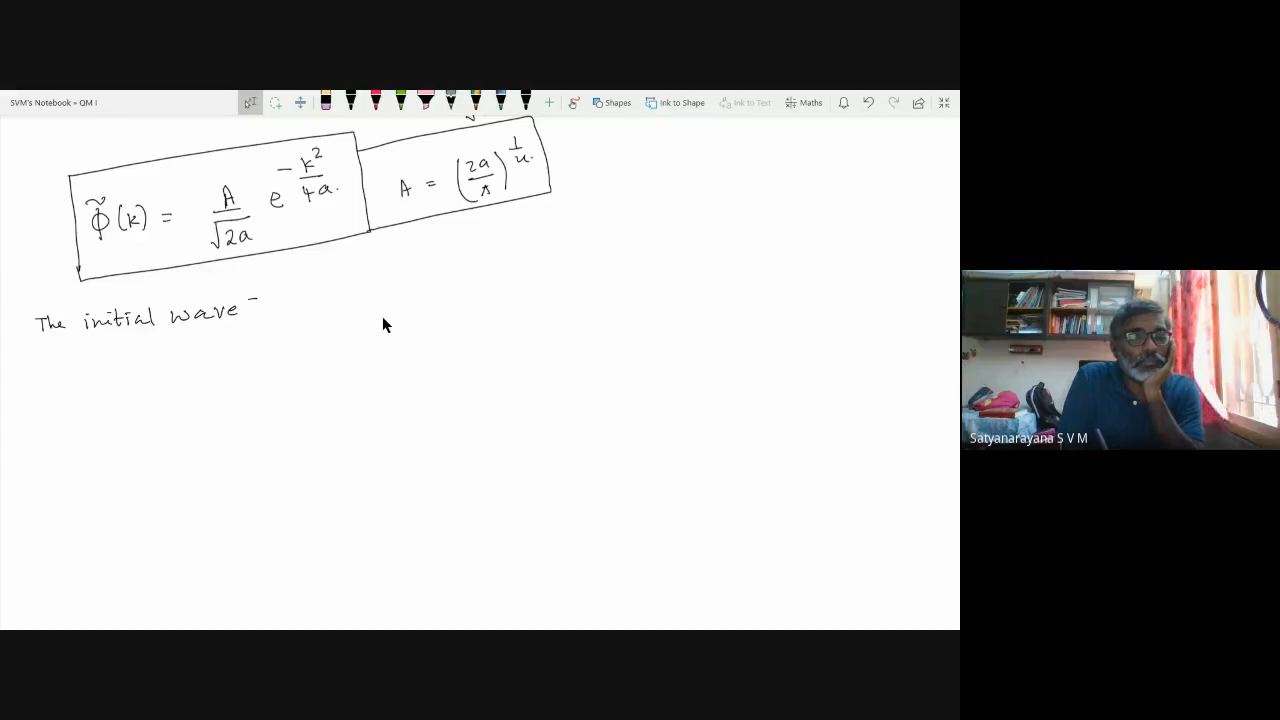 SVM's Notebook » QM I
Shapes Ink to Shape Ink to Text Maths
φ̃(k) = A/√2a e^(-k²/4a.) A = (2a/π)^(1/4.)
The initial wave -
Satyanarayana S V M